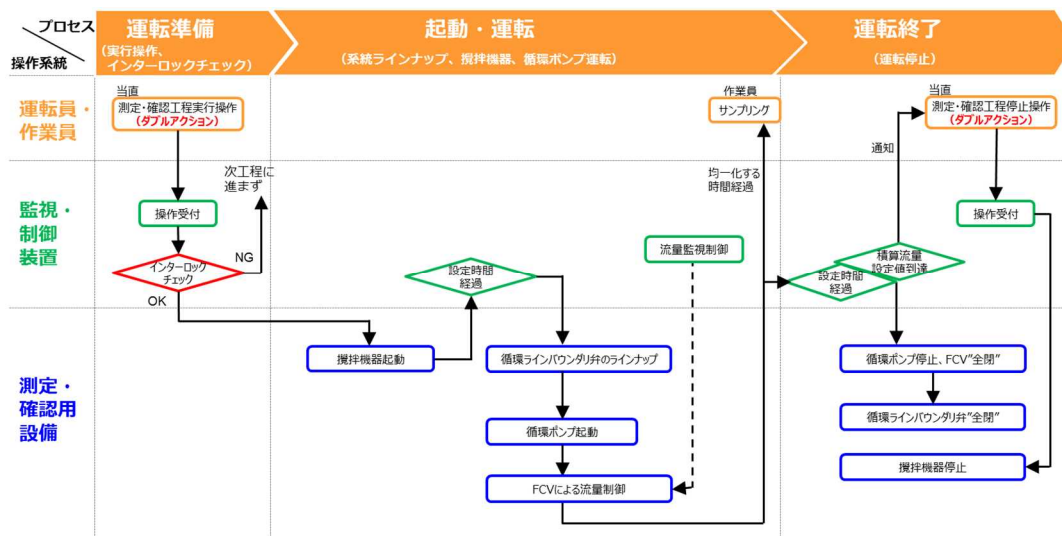 プロセス
操作系統
運転準備
(実行操作、
インターロックチェック)
起動・運転
(系統ラインナップ、攪拌機器、循環ポンプ運転)
運転終了
(運転停止)
運転員・
作業員
当直
測定・確認工程実行操作
(ダブルアクション)
作業員
サンプリング
当直
測定・確認工程停止操作
(ダブルアクション)
通知
監視・
制御
装置
次工程に
進まず
操作受付
インターロック
チェック
NG
OK
設定時間
経過
流量監視制御
均一化する
時間経過
積算流量
設定値到達
設定時間
経過
操作受付
測定・
確認用
設備
攪拌機器起動
循環ラインバウンダリ弁のラインナップ
循環ポンプ起動
FCVによる流量制御
循環ポンプ停止、FCV”全閉”
循環ラインバウンダリ弁”全閉”
攪拌機器停止